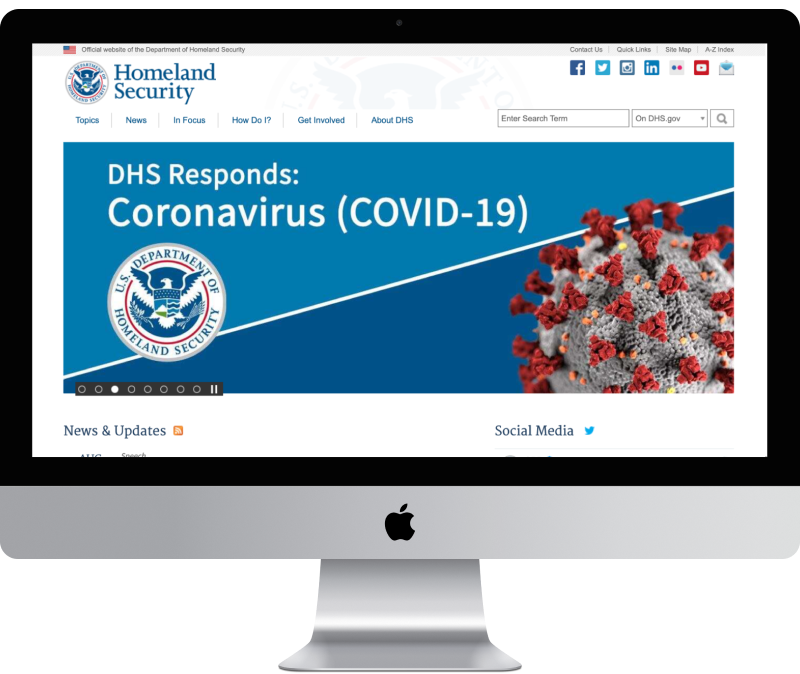 Official website of the Department of Homeland Security
Contact Us
Quick Links
Site Map
A-Z Index
Homeland
Security
Topics
News
In Focus
How Do I?
Get Involved
About DHS
Enter Search Term
On DHS.gov
DHS Responds:
Coronavirus (COVID-19)
U.S. DEPARTMENT OF
HOMELAND SECURITY
News & Updates
Social Media
Speech